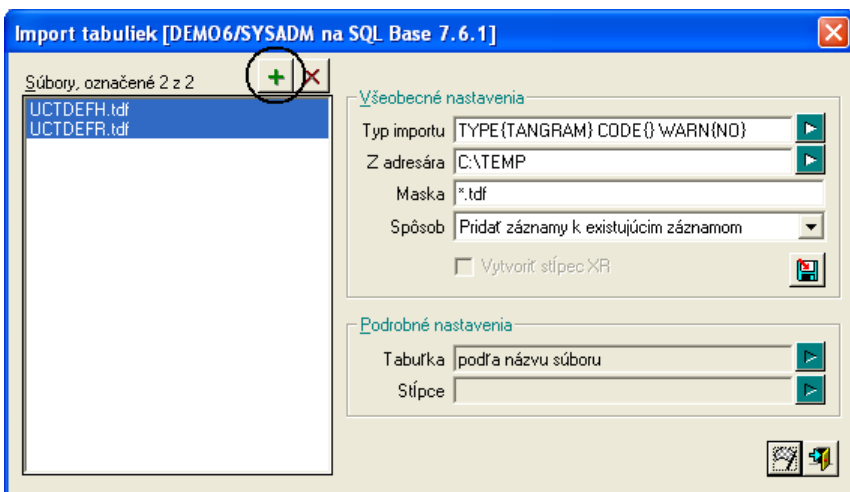 Import tabuliek [DEMO6/SYSADM na SQL Base 7.6.1]
Súbory, označené 2 z 2
UCTDEFH.tdf
UCTDEFR.tdf
Všeobecné nastavenia
Typ importu TYPE{TANGRAM} CODE{} WARN{NO}
Z adresára C:\TEMP
Maska *.tdf
Spôsob Pridať záznamy k existujúcim záznamom
Vytvoriť stĺpec XR
Podrobné nastavenia
Tabuľka podľa názvu súboru
Stĺpce